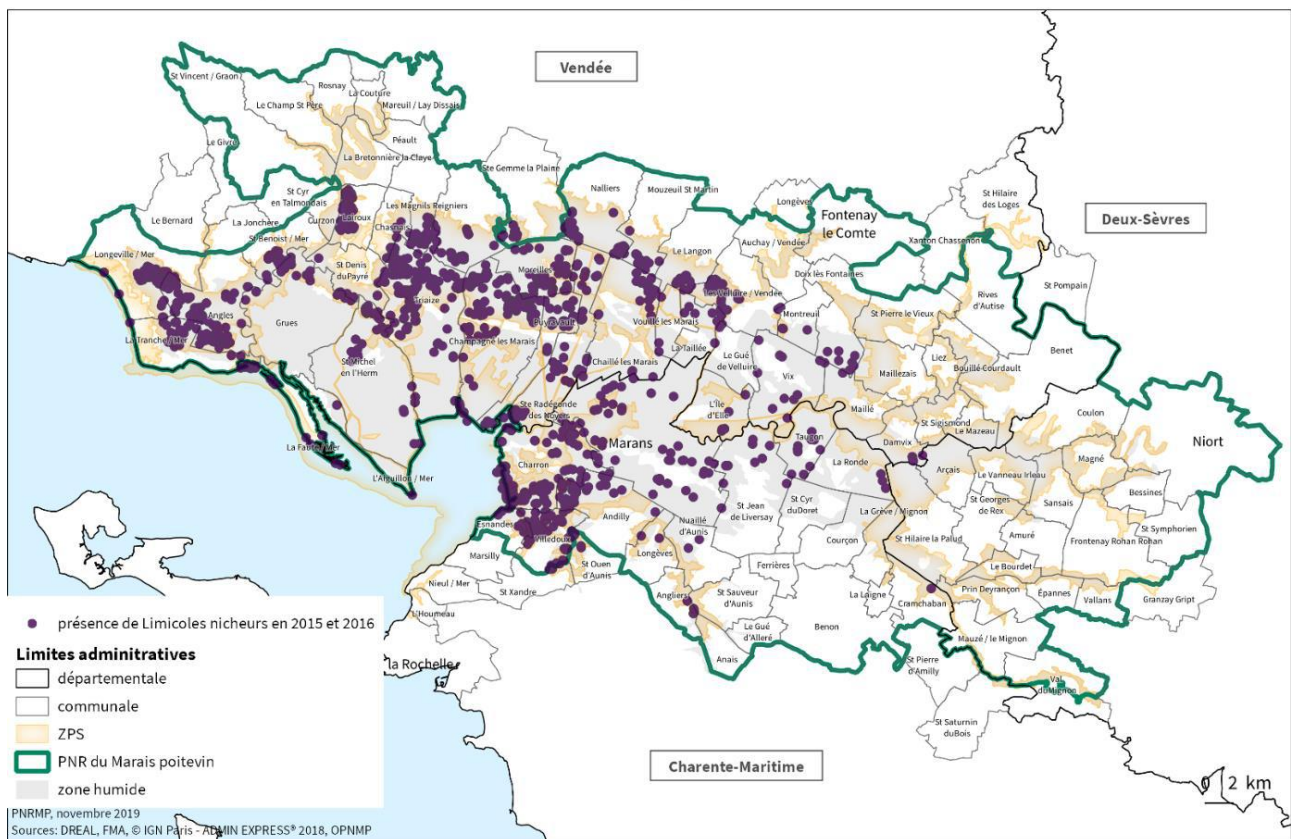 Vendée
Deux-Sèvres
Charente-Maritime
St Vincent / Graon
Rosnay
La Couture
Le Champ St Père
Mareuil / Lay Dissais
Le Givre
Péault
La Bretonnière la Claye
Ste Gemme la Plaine
St Cyr
en Talmondais
Le Bernard
La Jonchère
Curzon
Lairoux
Les Magnils Reigniers
Chasnais
St Benoist / Mer
Nalliers
Mouzeuil St Martin
Longèves
Fontenay
le Comte
St Hilaire
des Loges
Auchay / Vendée
Xanton Chassenon
Le Langon
Doix lès Fontaines
Longeville / Mer
St Denis
du Payré
Moreilles
Les Velluire / Vendée
Montreuil
St Pierre le Vieux
Rives
d'Autise
St Pompain
Angles
Grues
Triaize
Puyravault
Vouillé les Marais
La Tranche / Mer
Champagné les Marais
La Taillée
Le Gué
de Velluire
Vix
Maillezais
Liez
Bouillé Courdault
Benet
St Michel
en l'Herm
Chaillé les Marais
L'Île
d'Elle
Maillé
St Sigismond
Le Mazeau
Coulon
Ste Radégonde
des Noyers
Marans
Taugon
Damvix
Magné
Niort
La Faute / Mer
L'Aiguillon / Mer
Charron
La Ronde
Arçais
Le Vanneau Irleau
Bessines
St Georges
de Rex
Sansais
Esnandes
Villedoux
Andilly
Nuaillé
d'Aunis
St Jean
de Liversay
St Cyr
du Doret
La Grève / Mignon
St Hilaire la Palud
Amuré
St Symphorien
Frontenay Rohan Rohan
Marsilly
St Ouen
d'Aunis
Longèves
Courçon
Le Bourdet
Nieul / Mer
St Xandre
Angliers
Ferrières
St Sauveur
d'Aunis
La Laigne
Cramchaban
Prin Deyrançon
Épannes
Vallans
Granzay Gript
L'Houmeau
Le Gué
d'Alleré
Benon
Mauzé / le Mignon
la Rochelle
Anais
St Pierre
d'Amilly
Val
du Mignon
St Saturnin
du Bois
présence de Limicoles nicheurs en 2015 et 2016
Limites adminitratives
départementale
communale
ZPS
PNR du Marais poitevin
zone humide
0 2 km
PNRMP, novembre 2019
Sources: DREAL, FMA, © IGN Paris - ADMIN EXPRESS® 2018, OPNMP